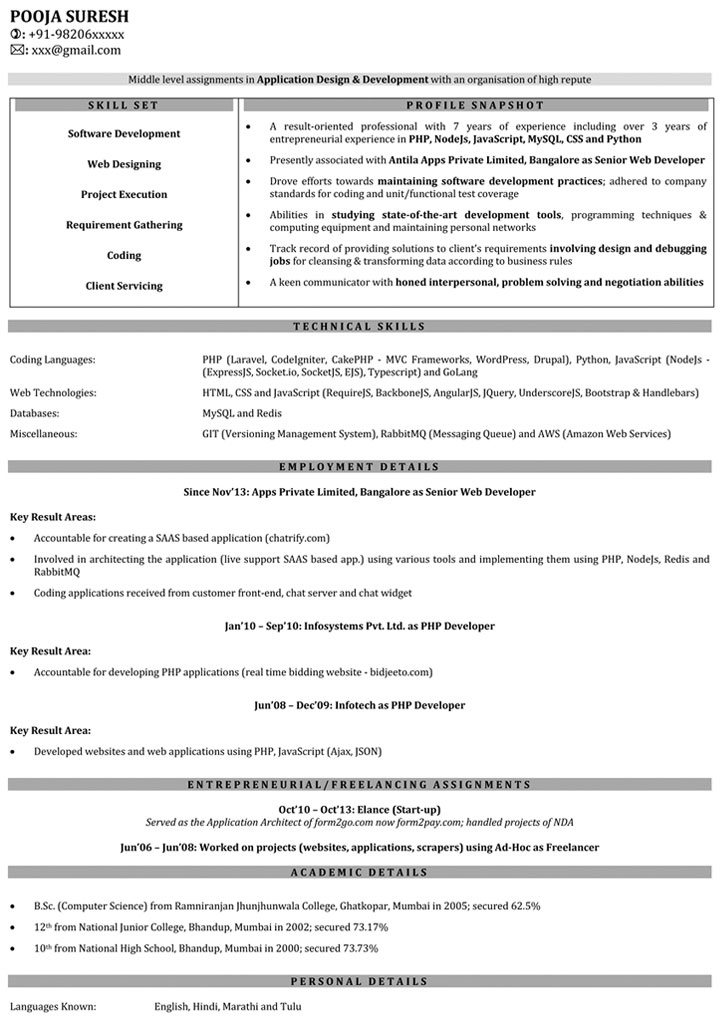 POOJA SURESH
: +91-98206xxxxx
: xxx@gmail.com
Middle level assignments in Application Design & Development with an organisation of high repute
SKILL SET
Software Development
Web Designing
Project Execution
Requirement Gathering
Coding
Client Servicing
PROFILE SNAPSHOT
• A result-oriented professional with 7 years of experience including over 3 years of
entrepreneurial experience in PHP, NodeJs, JavaScript, MySQL, CSS and Python
• Presently associated with Antila Apps Private Limited, Bangalore as Senior Web Developer
• Drove efforts towards maintaining software development practices; adhered to company
standards for coding and unit/functional test coverage
• Abilities in studying state-of-the-art development tools, programming techniques &
computing equipment and maintaining personal networks
• Track record of providing solutions to client's requirements involving design and debugging
jobs for cleansing & transforming data according to business rules
• A keen communicator with honed interpersonal, problem solving and negotiation abilities
TECHNICAL SKILLS
Coding Languages: PHP (Laravel, CodeIgniter, CakePHP - MVC Frameworks, WordPress, Drupal), Python, JavaScript (NodeJs -
(ExpressJS, Socket.io, SocketJS, EJS), Typescript) and GoLang
Web Technologies: HTML, CSS and JavaScript (RequireJS, BackboneJS, AngularJS, JQuery, UnderscoreJS, Bootstrap & Handlebars)
Databases: MySQL and Redis
Miscellaneous: GIT (Versioning Management System), RabbitMQ (Messaging Queue) and AWS (Amazon Web Services)
EMPLOYMENT DETAILS
Since Nov'13: Apps Private Limited, Bangalore as Senior Web Developer
Key Result Areas:
• Accountable for creating a SAAS based application (chatrify.com)
• Involved in architecting the application (live support SAAS based app.) using various tools and implementing them using PHP, NodeJs, Redis and
RabbitMQ
• Coding applications received from customer front-end, chat server and chat widget
Jan'10 – Sep'10: Infosystems Pvt. Ltd. as PHP Developer
Key Result Area:
• Accountable for developing PHP applications (real time bidding website - bidjeeto.com)
Jun'08 – Dec'09: Infotech as PHP Developer
Key Result Area:
• Developed websites and web applications using PHP, JavaScript (Ajax, JSON)
ENTREPRENEURIAL/FREELANCING ASSIGNMENTS
Oct'10 – Oct'13: Elance (Start-up)
Served as the Application Architect of form2go.com now form2pay.com; handled projects of NDA
Jun'06 – Jun'08: Worked on projects (websites, applications, scrapers) using Ad-Hoc as Freelancer
ACADEMIC DETAILS
• B.Sc. (Computer Science) from Ramniranjan Jhunjhunwala College, Ghatkopar, Mumbai in 2005; secured 62.5%
• 12th from National Junior College, Bhandup, Mumbai in 2002; secured 73.17%
• 10th from National High School, Bhandup, Mumbai in 2000; secured 73.73%
PERSONAL DETAILS
Languages Known: English, Hindi, Marathi and Tulu